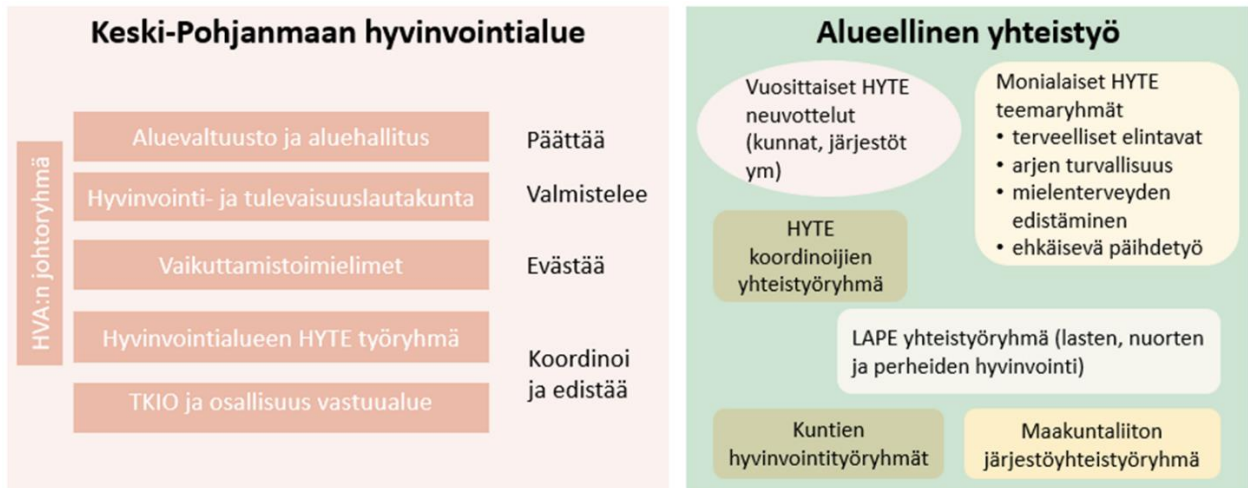 Keski-Pohjanmaan hyvinvointialue
HVA:n johtoryhmä
Aluevaltuusto ja aluehallitus
Päättää
Hyvinvointi- ja tulevaisuuslautakunta
Valmistelee
Vaikuttamistoimielimet
Evästää
Hyvinvointialueen HYTE työryhmä
TKIO ja osallisuus vastuualue
Koordinoi
ja edistää
Alueellinen yhteistyö
Vuosittaiset HYTE
neuvottelut
(kunnat, järjestöt
ym)
Monialaiset HYTE
teemaryhmät
• terveelliset elintavat
• arjen turvallisuus
• mielenterveyden
edistäminen
• ehkäisevä päihdetyö
HYTE
koordinoijien
yhteistyöryhmä
LAPE yhteistyöryhmä (lasten, nuorten
ja perheiden hyvinvointi)
Kuntien
hyvinvointityöryhmät
Maakuntaliiton
järjestöyhteistyöryhmä